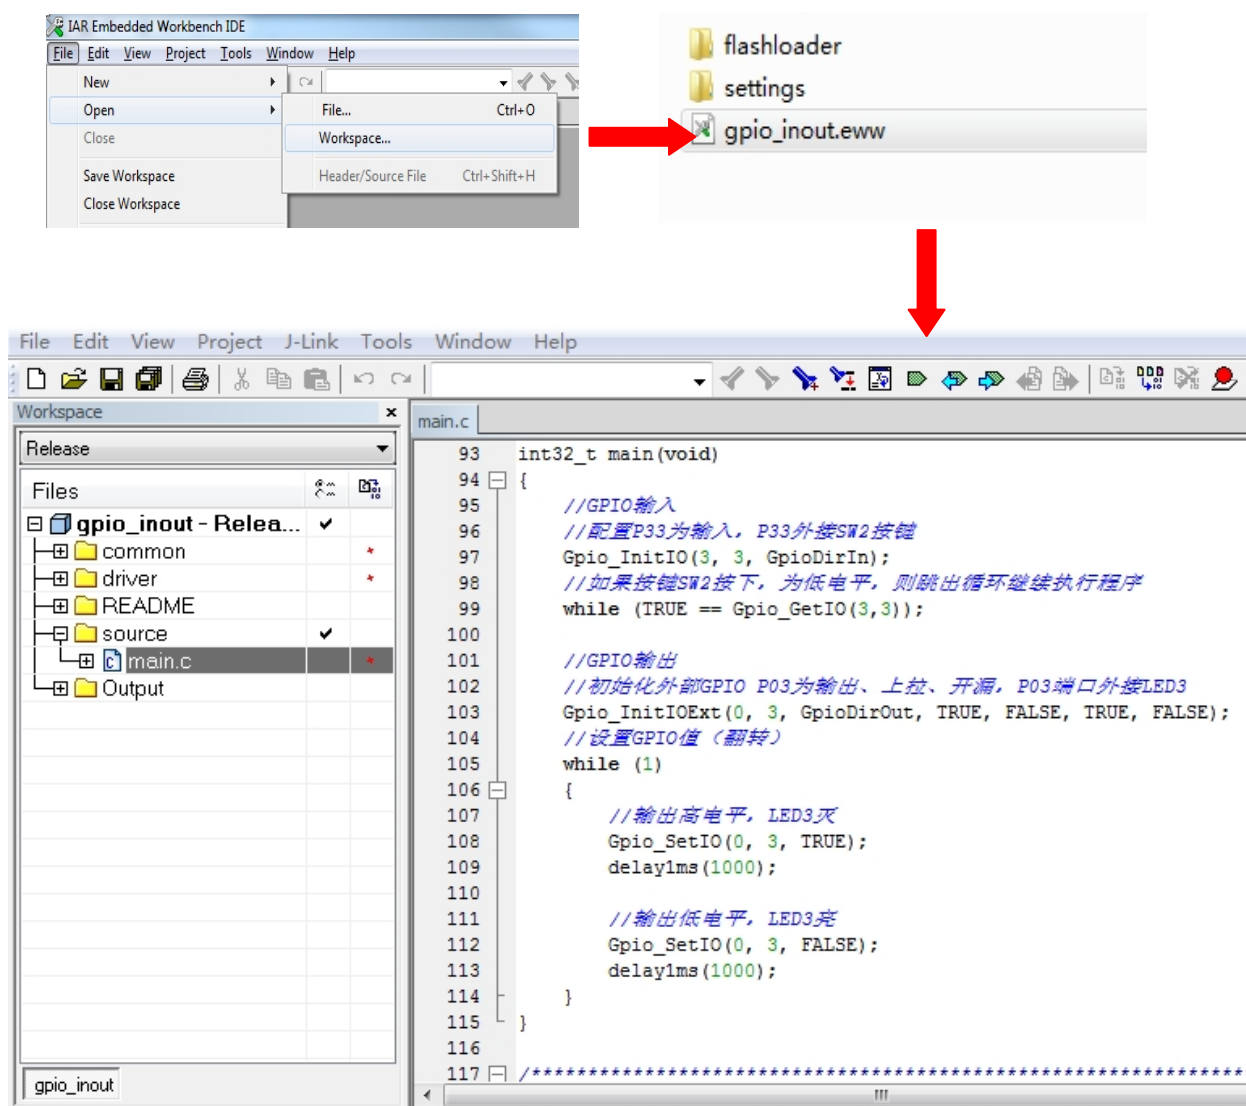 IAR Embedded Workbench IDE
File Edit View Project Tools Window Help
New
Open
Close
Save Workspace
Close Workspace
File... Ctrl+O
Workspace...
Header/Source File Ctrl+Shift+H
flashloader
settings
gpio_inout.eww
File Edit View Project J-Link Tools Window Help
Workspace
Release
Files
gpio_inout - Relea...
common
driver
README
source
main.c
Output
gpio_inout
main.c
93 int32_t main(void)
94 {
95 //GPIO输入
96 //配置P33为输入，P33外接SW2按键
97 Gpio_InitIO(3, 3, GpioDirIn);
98 //如果按键SW2按下，为低电平，则跳出循环继续执行程序
99 while (TRUE == Gpio_GetIO(3,3));
100
101 //GPIO输出
102 //初始化外部GPIO P03为输出、上拉、开漏，P03端口外接LED3
103 Gpio_InitIOExt(0, 3, GpioDirOut, TRUE, FALSE, TRUE, FALSE);
104 //设置GPIO值（翻转）
105 while (1)
106 {
107 //输出高电平，LED3灭
108 Gpio_SetIO(0, 3, TRUE);
109 delay1ms(1000);
110
111 //输出低电平，LED3亮
112 Gpio_SetIO(0, 3, FALSE);
113 delay1ms(1000);
114 }
115 }
116
117 /****************************************************************